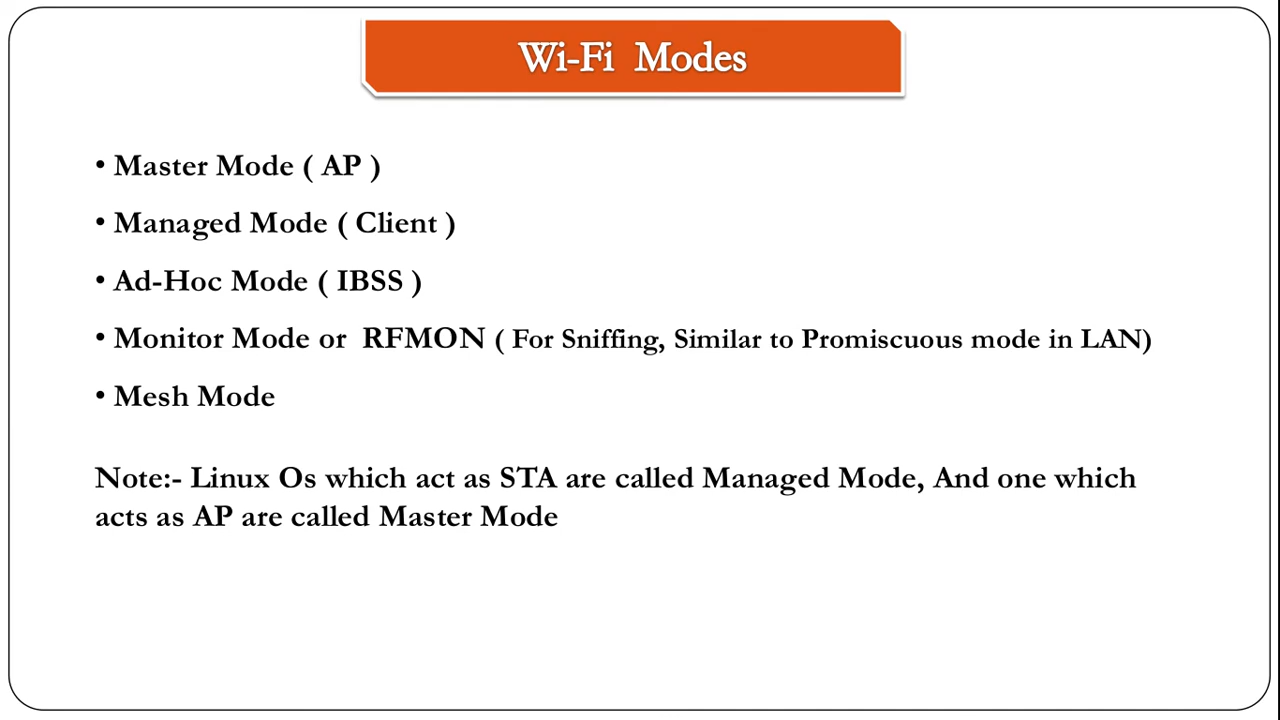 Wi-Fi Modes
• Master Mode ( AP )
• Managed Mode ( Client )
• Ad-Hoc Mode ( IBSS )
• Monitor Mode or RFMON ( For Sniffing, Similar to Promiscuous mode in LAN)
• Mesh Mode
Note:- Linux Os which act as STA are called Managed Mode, And one which
acts as AP are called Master Mode